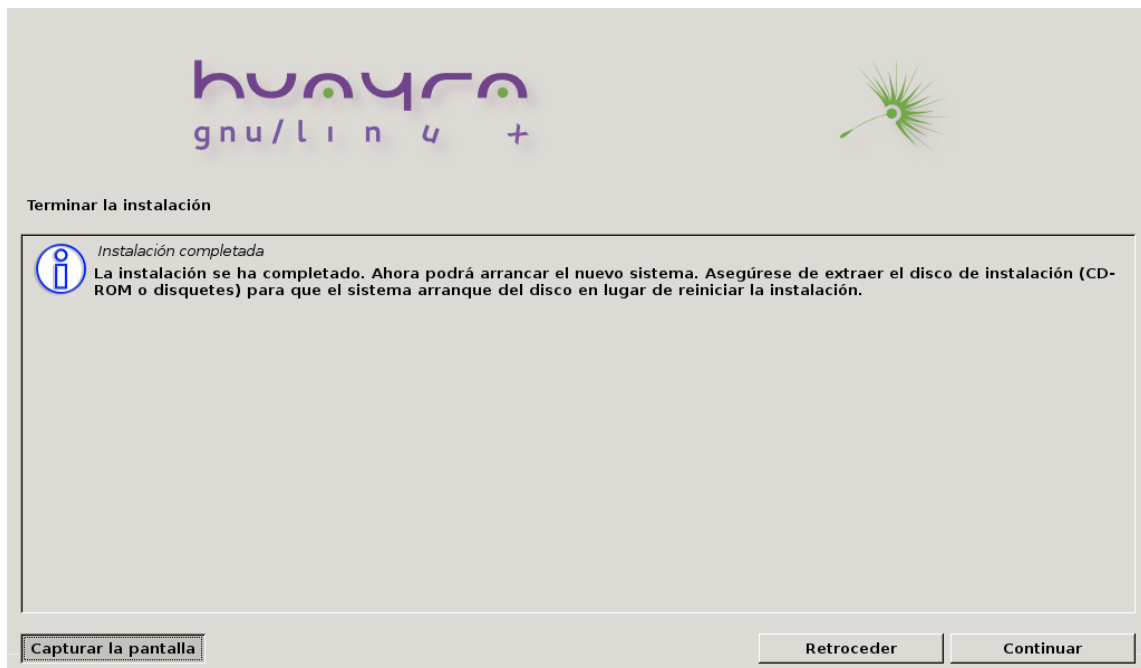 huayra
gnu/linux
Terminar la instalación
Instalación completada
La instalación se ha completado. Ahora podrá arrancar el nuevo sistema. Asegúrese de extraer el disco de instalación (CD-
ROM o disquetes) para que el sistema arranque del disco en lugar de reiniciar la instalación.
Capturar la pantalla
Retroceder
Continuar